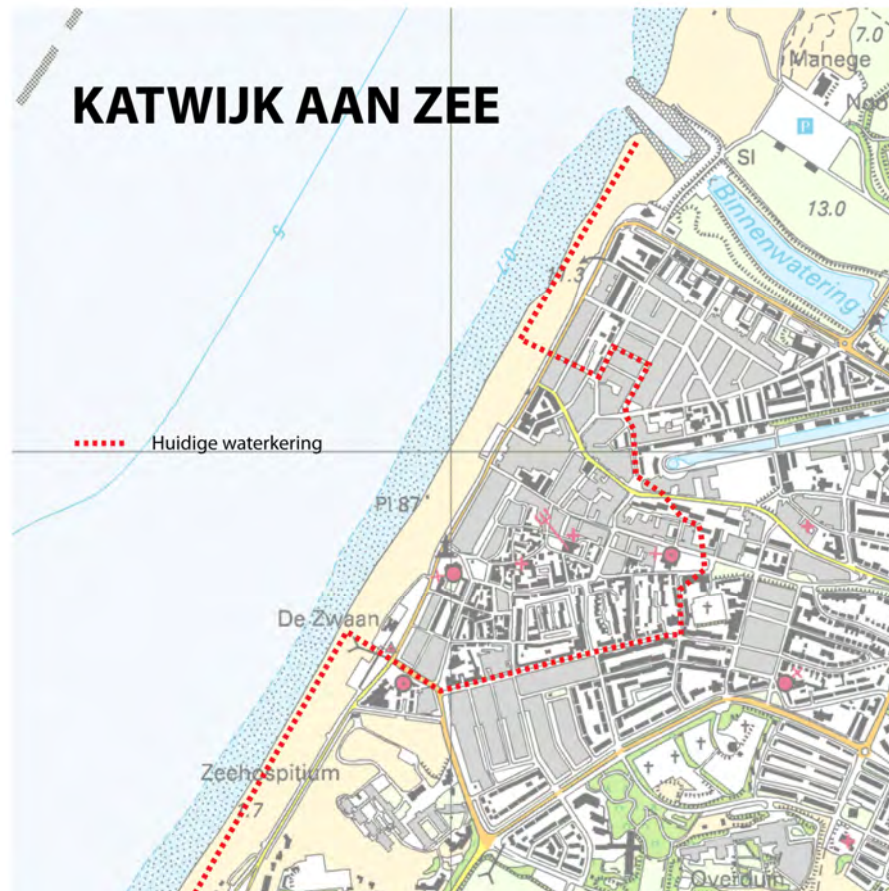 KATWIJK AAN ZEE
7.0
Manege
P
SI
13.0
Binnenwatering
Huidige waterkering
Pl 87
De Zwaan
Zeehospitium
Overduin